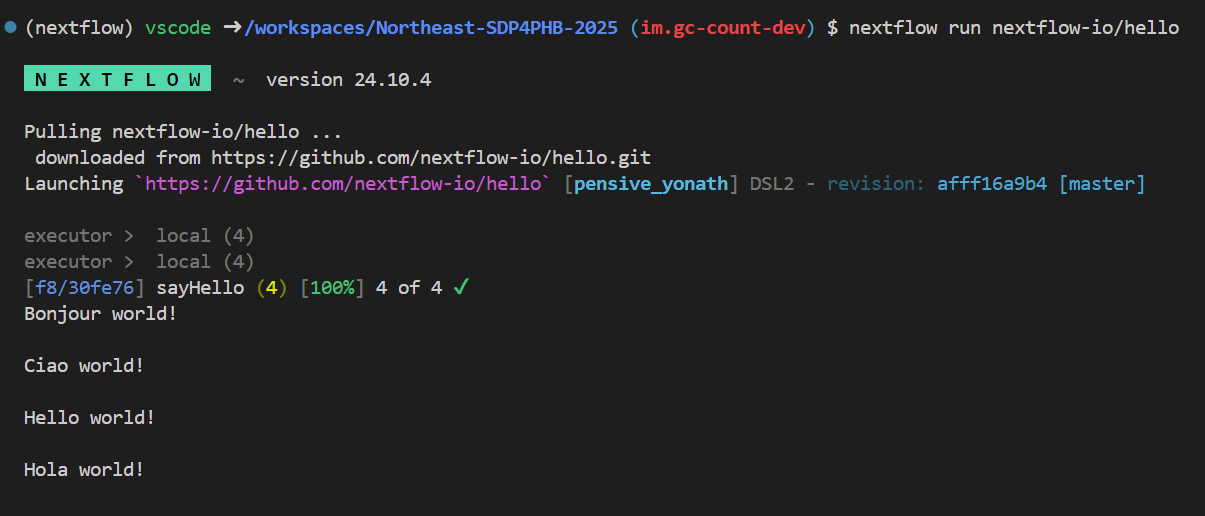 (nextflow) vscode ➜/workspaces/Northeast-SDP4PHB-2025 (im.gc-count-dev) $ nextflow run nextflow-io/hello
N E X T F L O W ~ version 24.10.4
Pulling nextflow-io/hello ...
downloaded from https://github.com/nextflow-io/hello.git
Launching `https://github.com/nextflow-io/hello` [pensive_yonath] DSL2 - revision: afff16a9b4 [master]
executor > local (4)
executor > local (4)
[f8/30fe76] sayHello (4) [100%] 4 of 4 ✔
Bonjour world!
Ciao world!
Hello world!
Hola world!